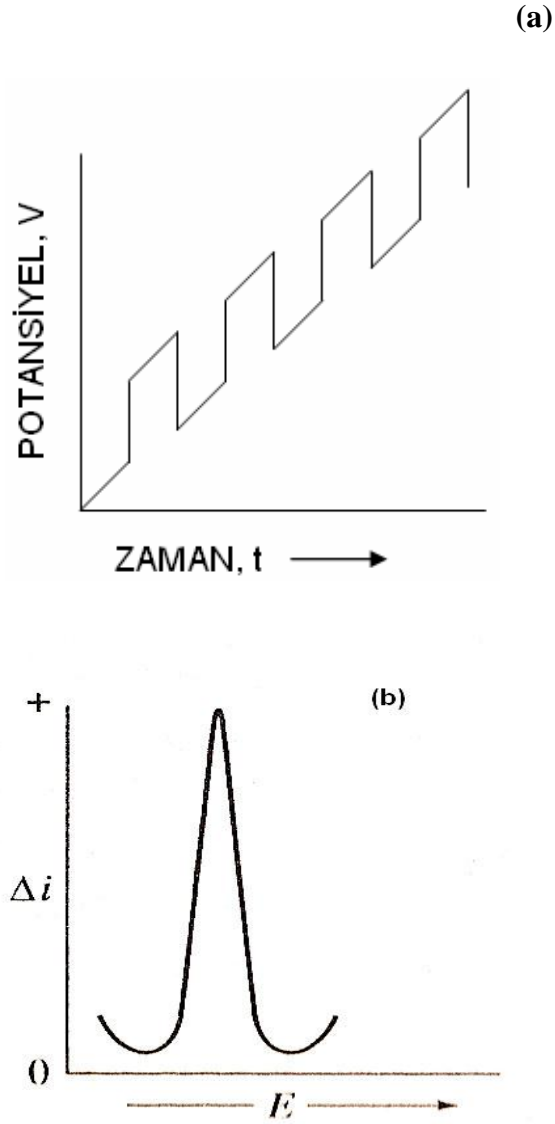 (a)
POTANSİYEL, V
ZAMAN, t
(b)
+
Δi
0
E